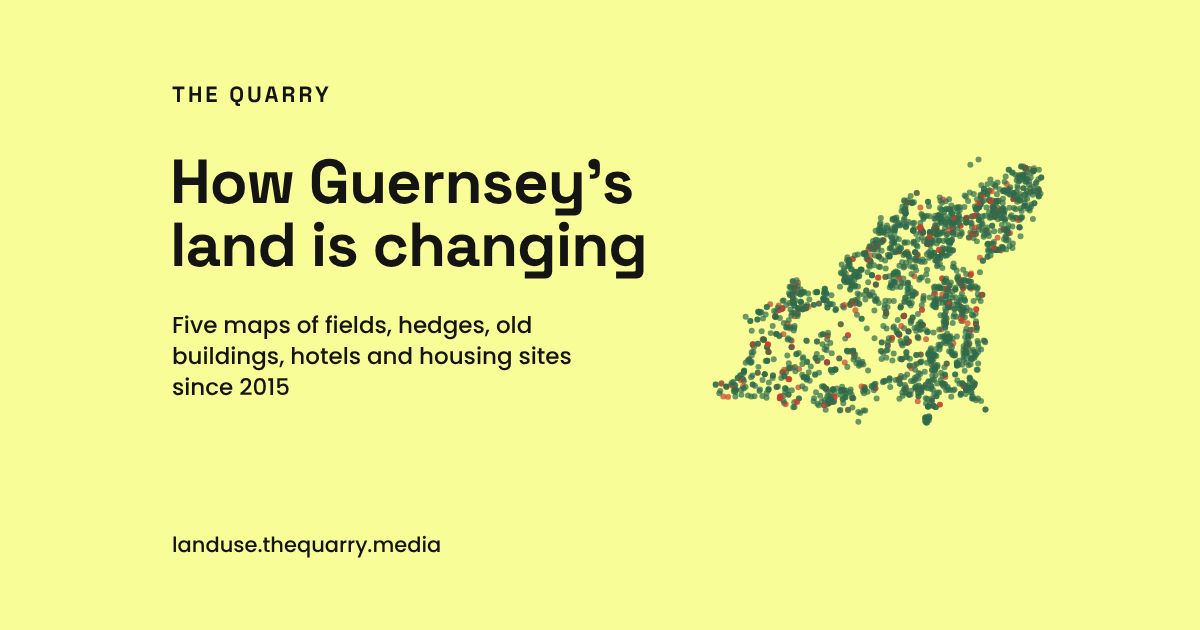 THE QUARRY
How Guernsey’s
land is changing
Five maps of fields, hedges, old
buildings, hotels and housing sites
since 2015
landuse.thequarry.media